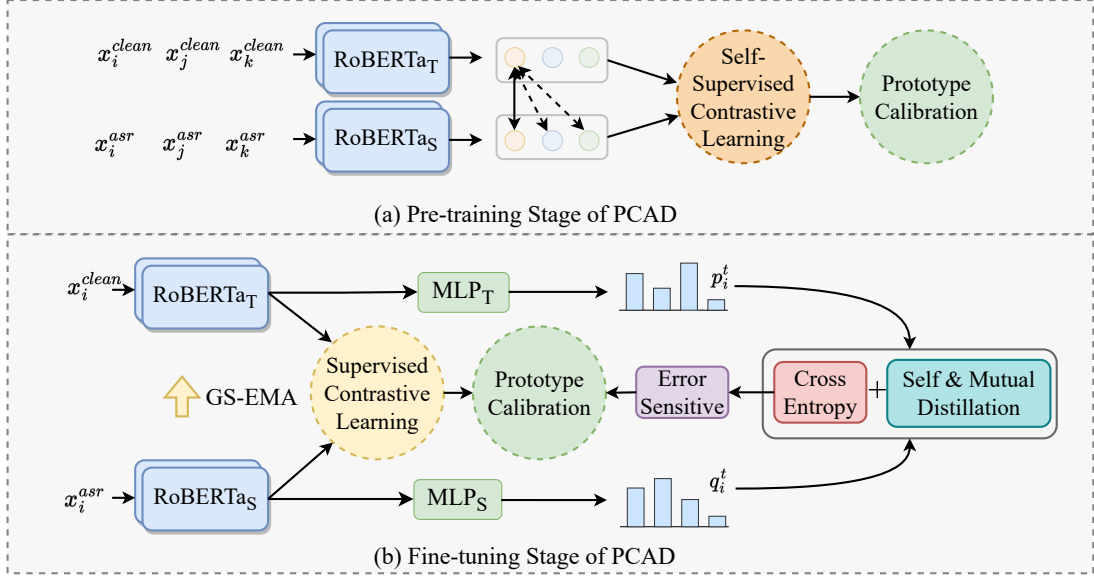 x_i^{clean} x_j^{clean} x_k^{clean}
RoBERTa_T
x_i^{asr} x_j^{asr} x_k^{asr}
RoBERTa_S
Self-
Supervised
Contrastive
Learning
Prototype
Calibration
(a) Pre-training Stage of PCAD
x_i^{clean}
RoBERTa_T
MLP_T
p_i^t
GS-EMA
Supervised
Contrastive
Learning
Prototype
Calibration
Error
Sensitive
Cross
Entropy
+
Self & Mutual
Distillation
x_i^{asr}
RoBERTa_S
MLP_S
q_i^t
(b) Fine-tuning Stage of PCAD